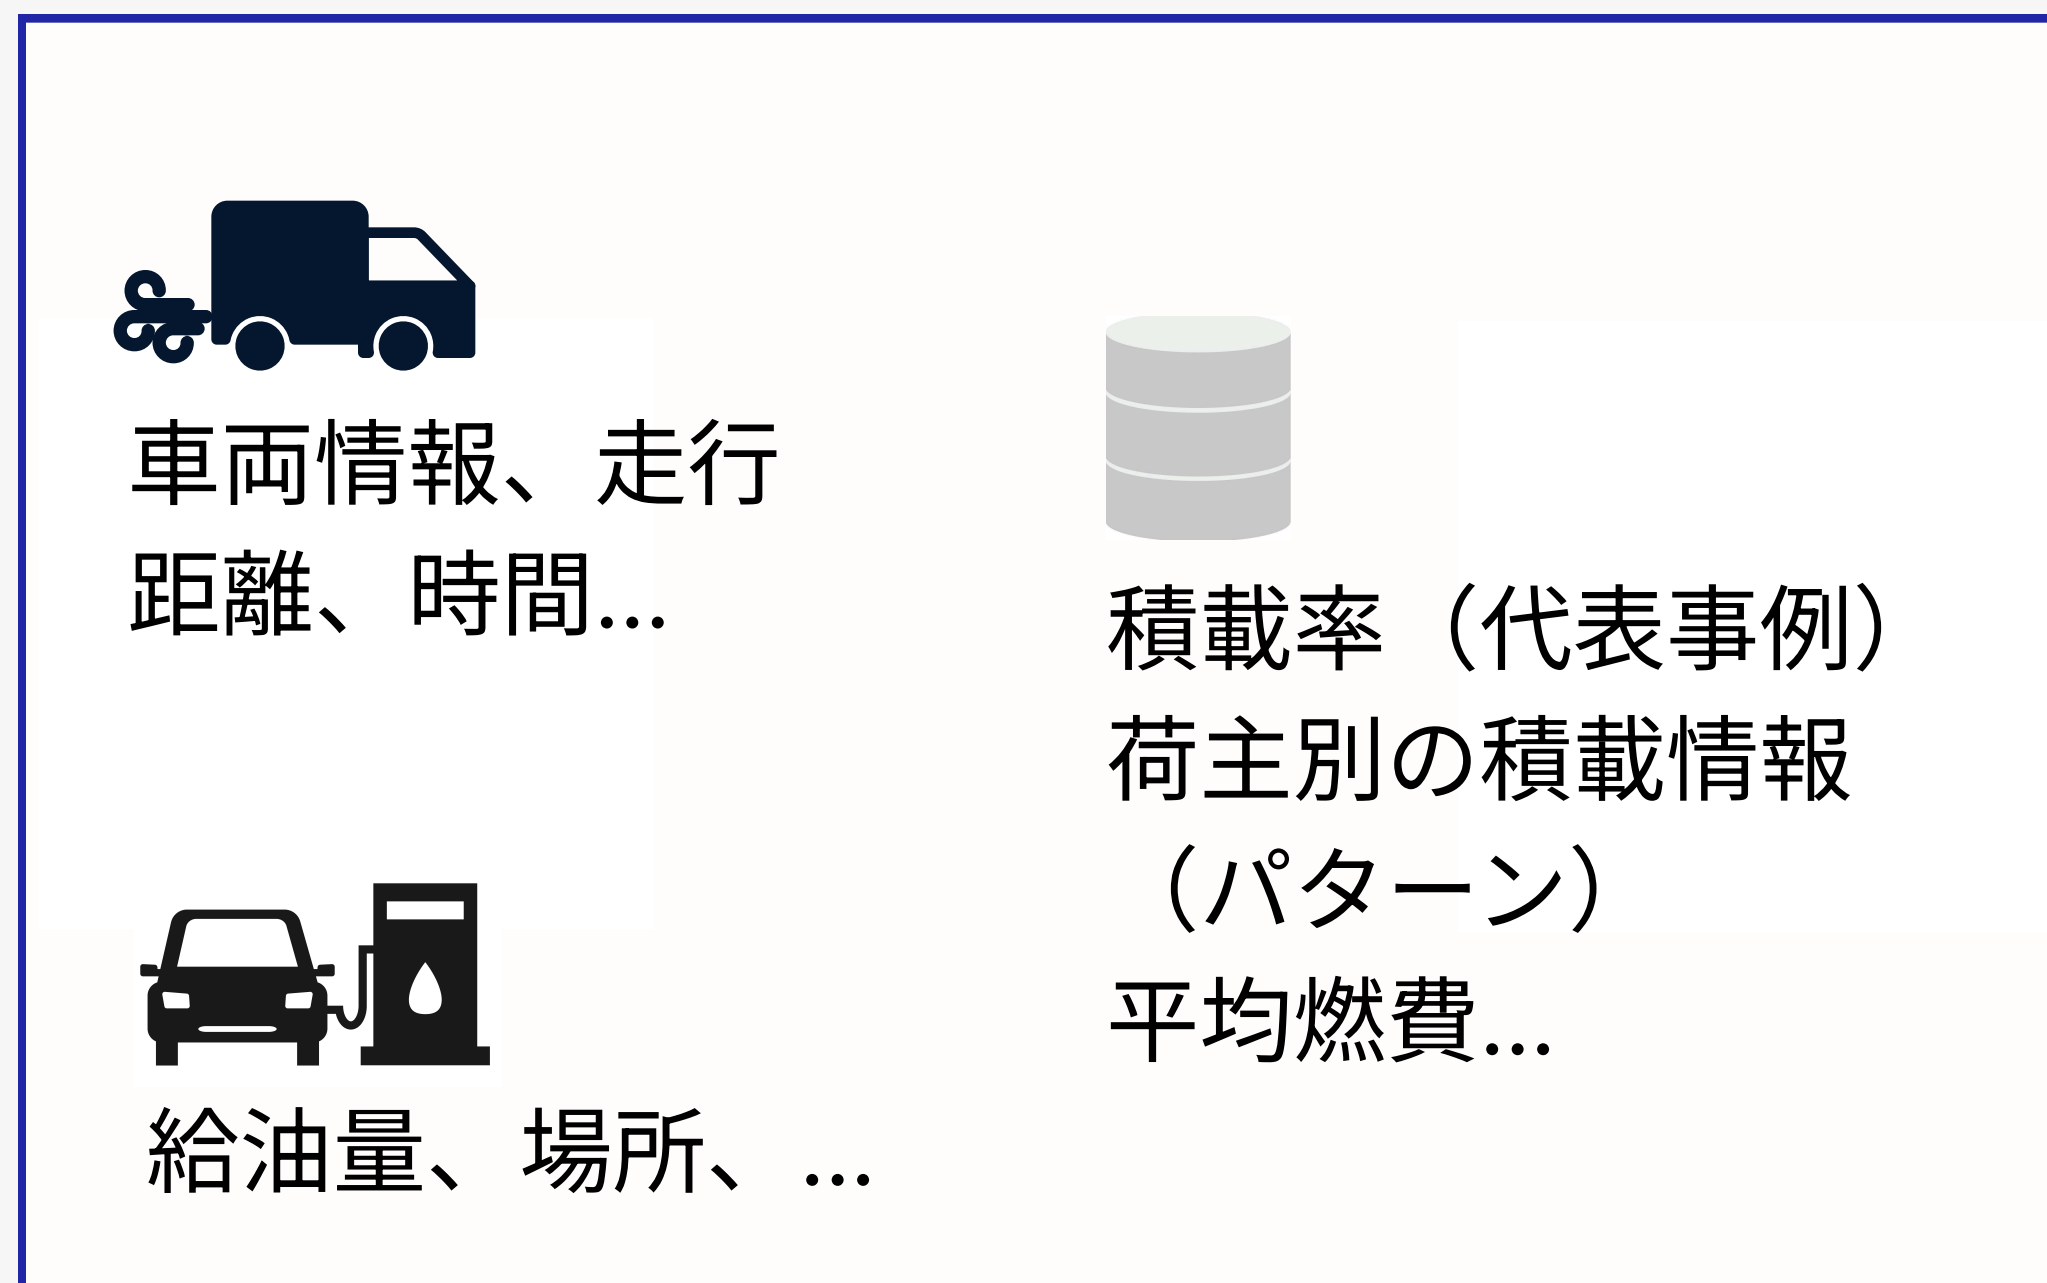 車両情報、走行
距離、時間...
給油量、場所、...
積載率（代表事例）
荷主別の積載情報
（パターン）
平均燃費...